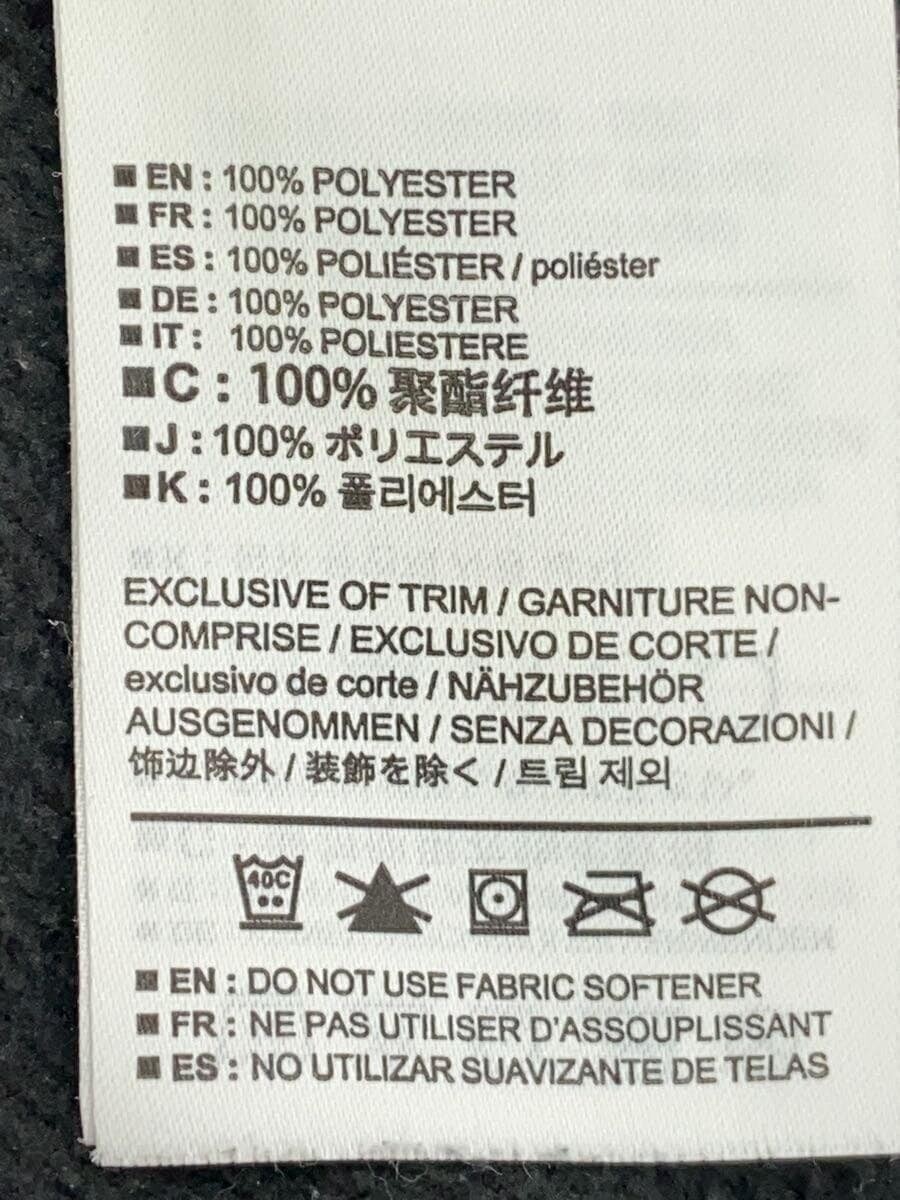 EN : 100% POLYESTER
FR : 100% POLYESTER
ES : 100% POLIÉSTER / poliéster
DE : 100% POLYESTER
IT : 100% POLIESTERE
C : 100% 聚酯纤维
J : 100% ポリエステル
K : 100% 폴리에스터
EXCLUSIVE OF TRIM / GARNITURE NON-
COMPRISE / EXCLUSIVO DE CORTE /
exclusivo de corte / NÄHZUBEHÖR
AUSGENOMMEN / SENZA DECORAZIONI /
饰边除外 / 装飾を除く / 트림 제외
40C
EN : DO NOT USE FABRIC SOFTENER
FR : NE PAS UTILISER D'ASSOUPLISSANT
ES : NO UTILIZAR SUAVIZANTE DE TELAS